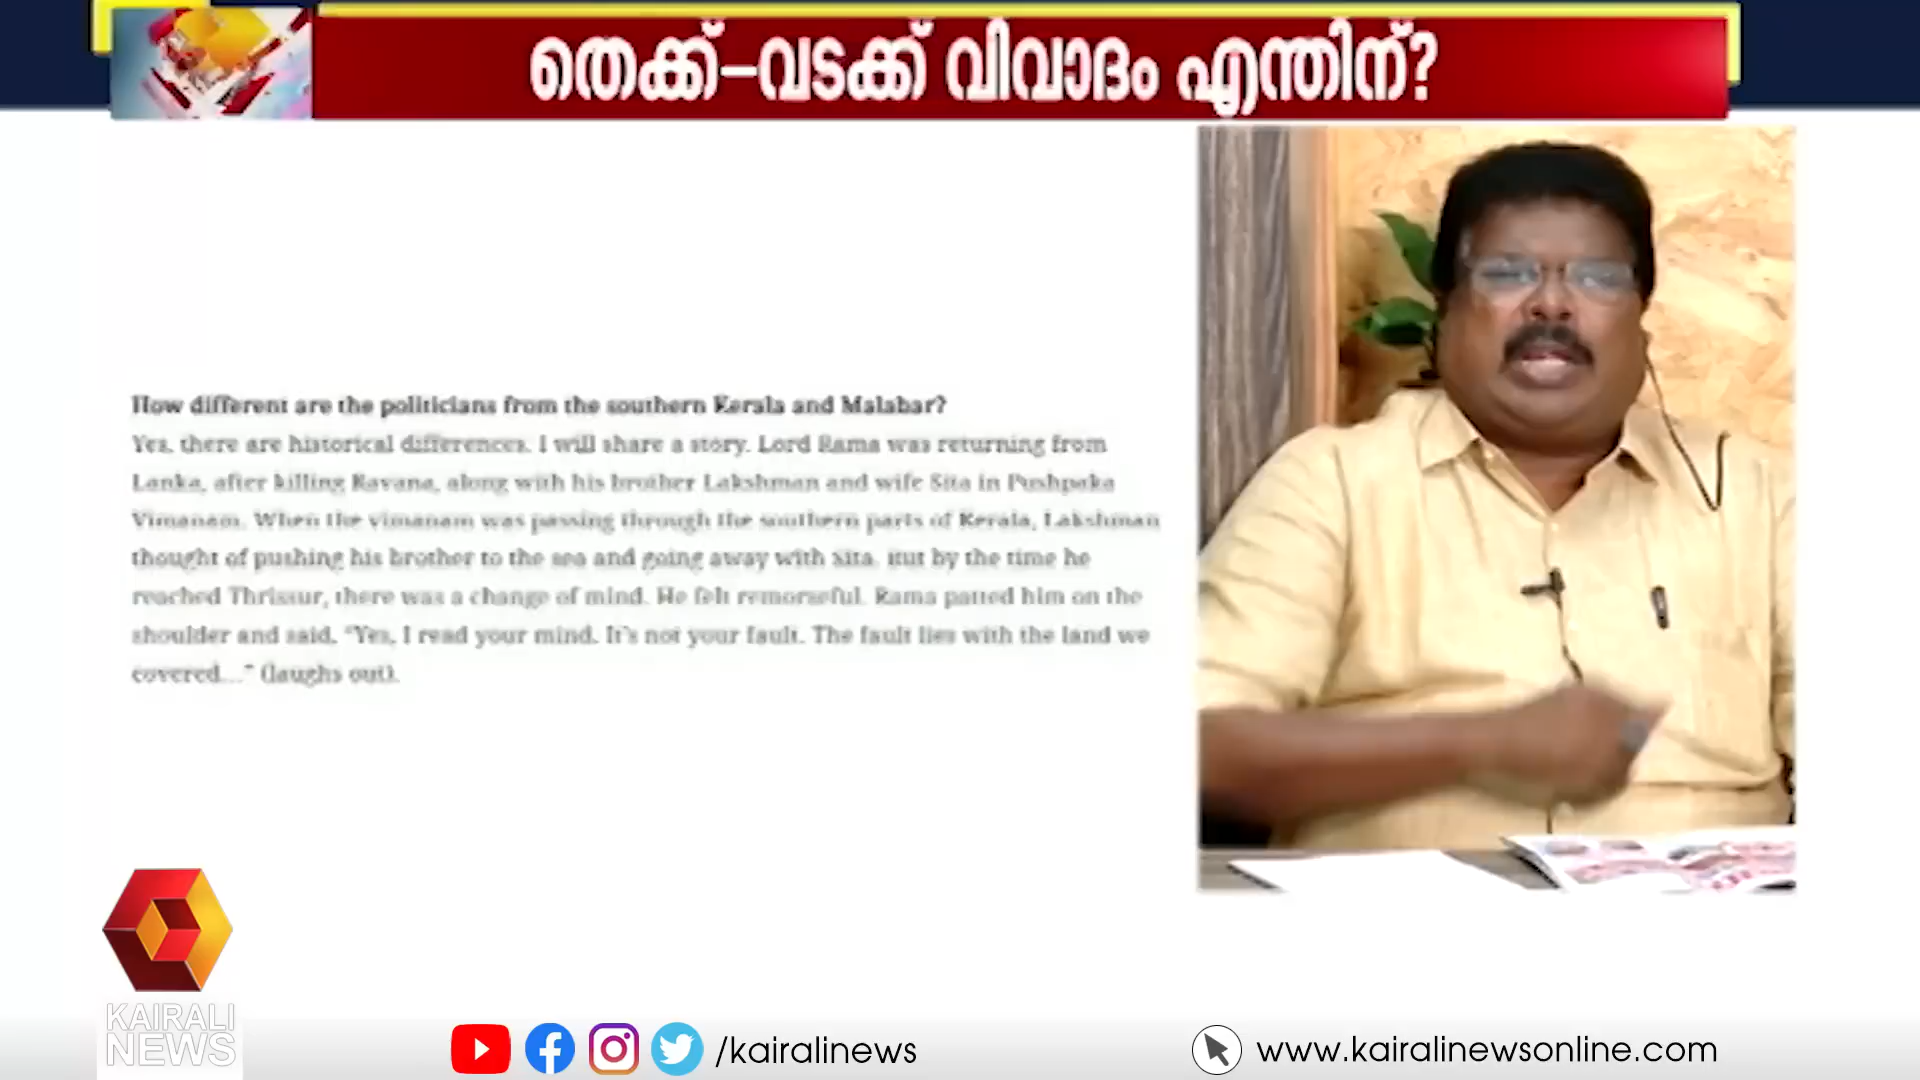 തെക്ക്-വടക്ക് വിവാദം എന്തിന്?
How different are the politicians from the southern Kerala and Malabar?
Yes, there are historical differences. I will share a story. Lord Rama was returning from
Lanka, after killing Ravana, along with his brother Lakshman and wife Sita in Pushpaka
Vimanam. When the vimanam was passing through the southern parts of Kerala, Lakshman
thought of pushing his brother to the sea and going away with Sita. But by the time he
reached Thrissur, there was a change of mind. He felt remorseful. Rama patted him on the
shoulder and said, “Yes, I read your mind. It's not your fault. The fault lies with the land we
covered...” (laughs out).
KAIRALI
NEWS
/kairalinews
www.kairalinewsonline.com